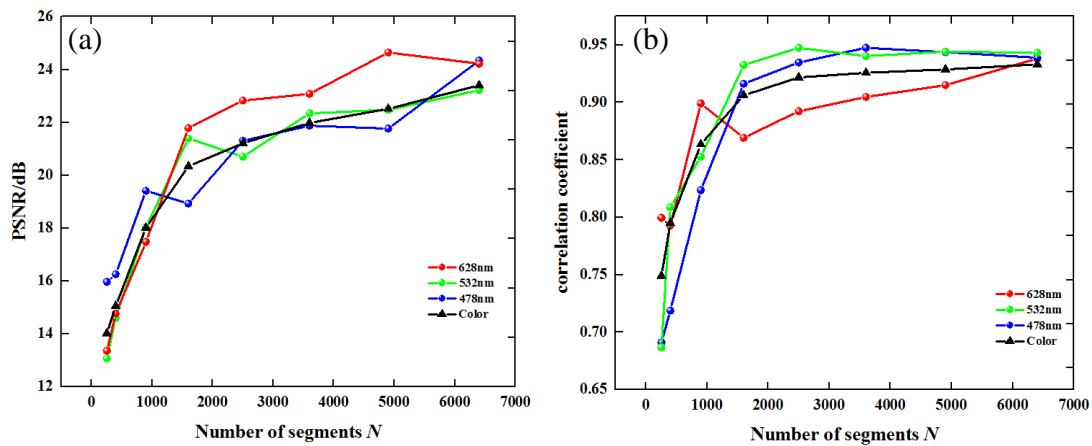 (a)
PSNR/dB
26
24
22
20
18
16
14
12
0 1000 2000 3000 4000 5000 6000 7000
Number of segments N
628nm
532nm
478nm
Color
(b)
correlation coefficient
0.95
0.90
0.85
0.80
0.75
0.70
0.65
0 1000 2000 3000 4000 5000 6000 7000
Number of segments N
628nm
532nm
478nm
Color